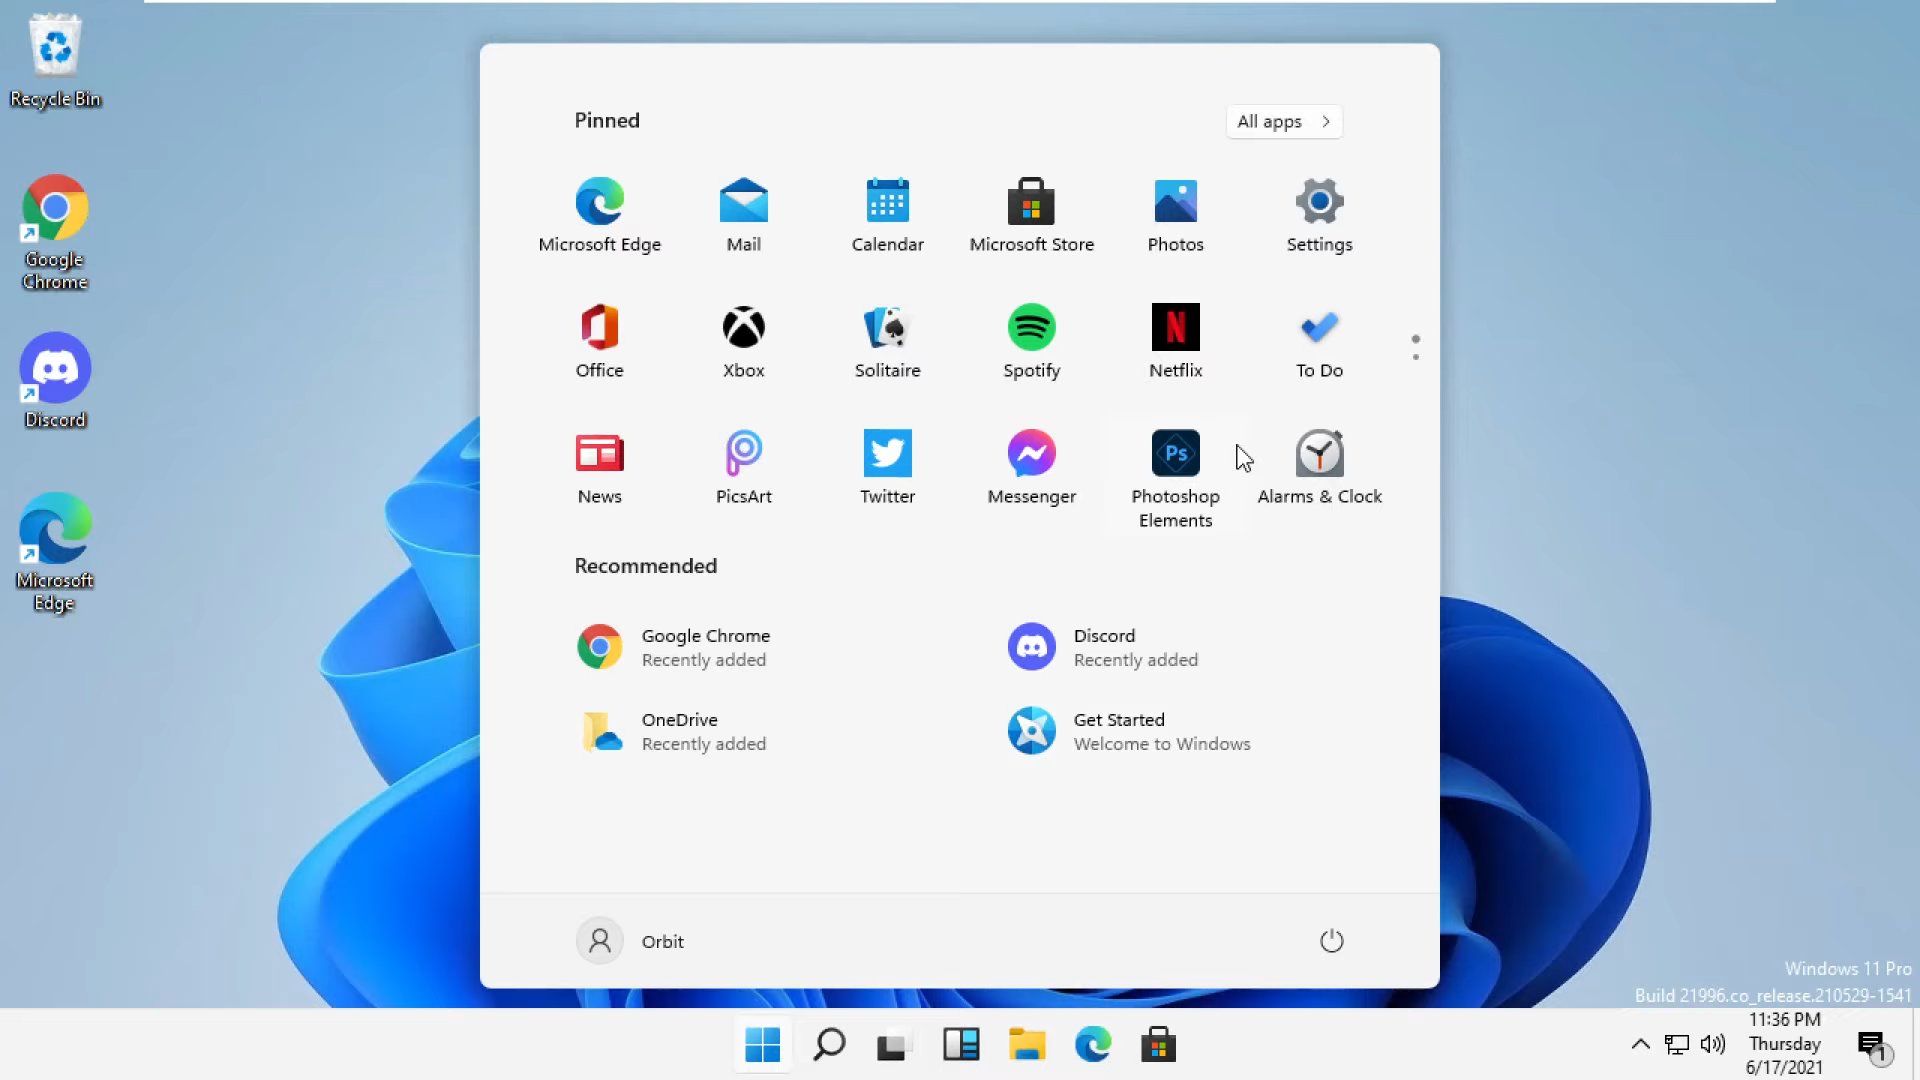 Recycle Bin
Google
Chrome
Discord
Microsoft
Edge
Pinned
All apps
Microsoft Edge
Mail
Calendar
Microsoft Store
Photos
Settings
Office
Xbox
Solitaire
Spotify
N
Netflix
To Do
News
PicsArt
Twitter
Messenger
Ps
Photoshop
Elements
Alarms & Clock
Recommended
Google Chrome
Recently added
Discord
Recently added
OneDrive
Recently added
Get Started
Welcome to Windows
Orbit
Windows 11 Pro
Build 21996.co_release.210529-1541
11:36 PM
Thursday
6/17/2021
1